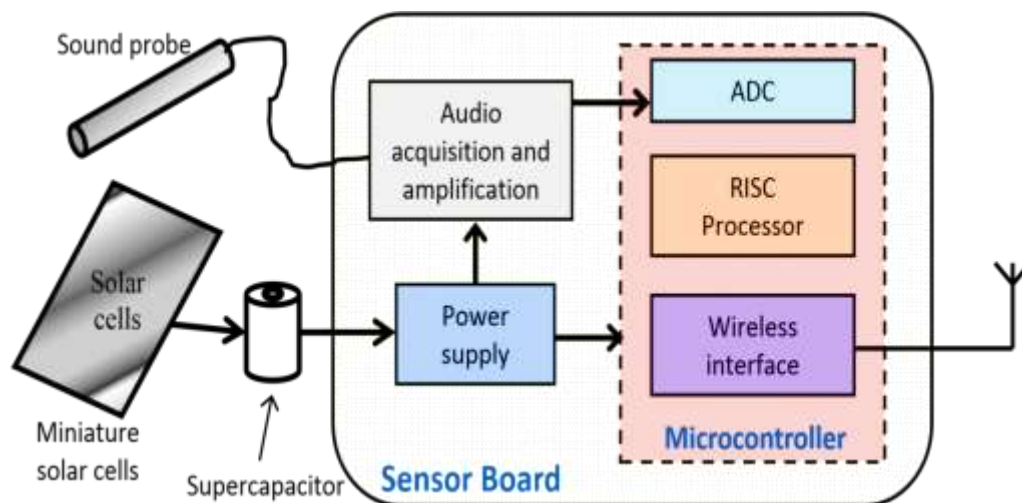 Sound probe
Audio
acquisition and
amplification
ADC
RISC
Processor
Solar
cells
Power
supply
Wireless
interface
Miniature
solar cells
Supercapacitor
Sensor Board
Microcontroller